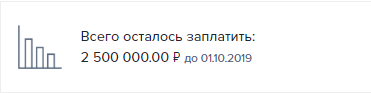 Всего осталось заплатить:
2 500 000.00 ₽ до 01.10.2019